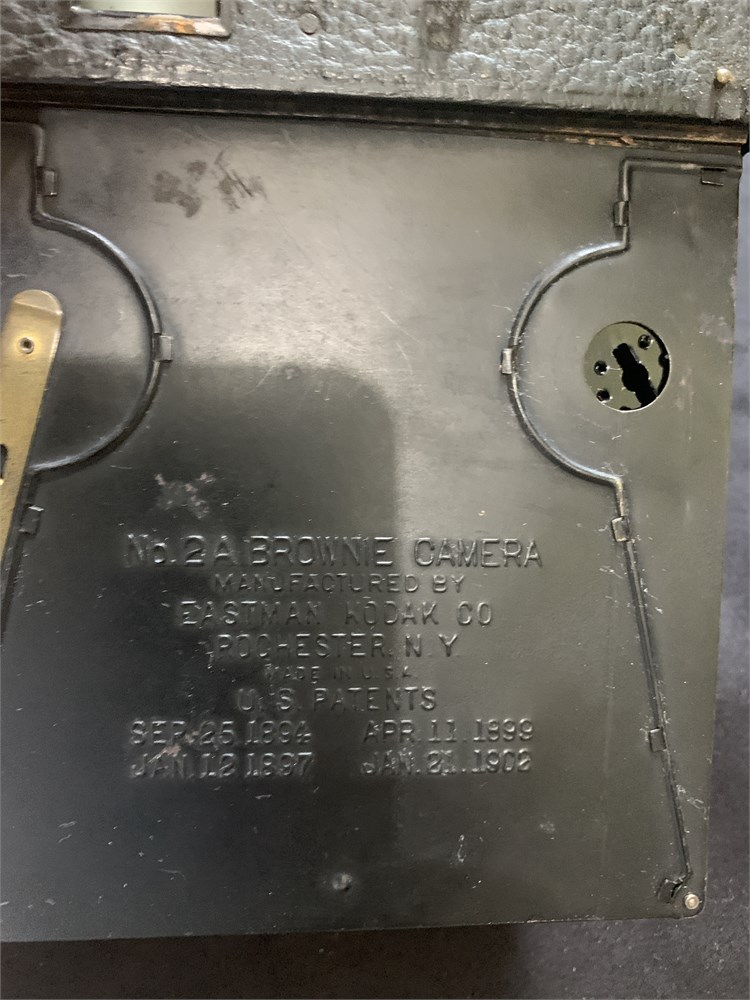 No. 2A BROWNIE CAMERA
MANUFACTURED BY
EASTMAN KODAK CO
ROCHESTER. N. Y.
MADE IN U.S.A.
U. S. PATENTS
SEP. 25 1894 APR. 11. 1899
JAN. 12 1897 JAN. 21. 1902